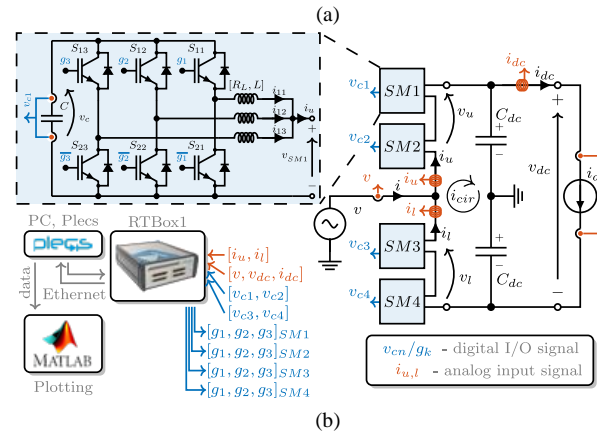 (a)
S13 S12 S11
g3 g2 g1
[RL, L]
i11
i12
i13
iu
vc1
C
vc
+
vSM1
−
S23 S22 S21
g3 g2 g1
SM1
SM2
SM3
SM4
vc1
vc2
vc3
vc4
vu
vl
iu
iu
il
il
v
v
i
icir
idc
idc
Cdc
+
−
Cdc
+
−
+
vdc
−
PC, Plecs
plecs
RTBox1
data
Ethernet
MATLAB
Plotting
[iu, il]
[v, vdc, idc]
[vc1, vc2]
[vc3, vc4]
[g1, g2, g3]SM1
[g1, g2, g3]SM2
[g1, g2, g3]SM3
[g1, g2, g3]SM4
vcn/gk - digital I/O signal
iu,l - analog input signal
(b)